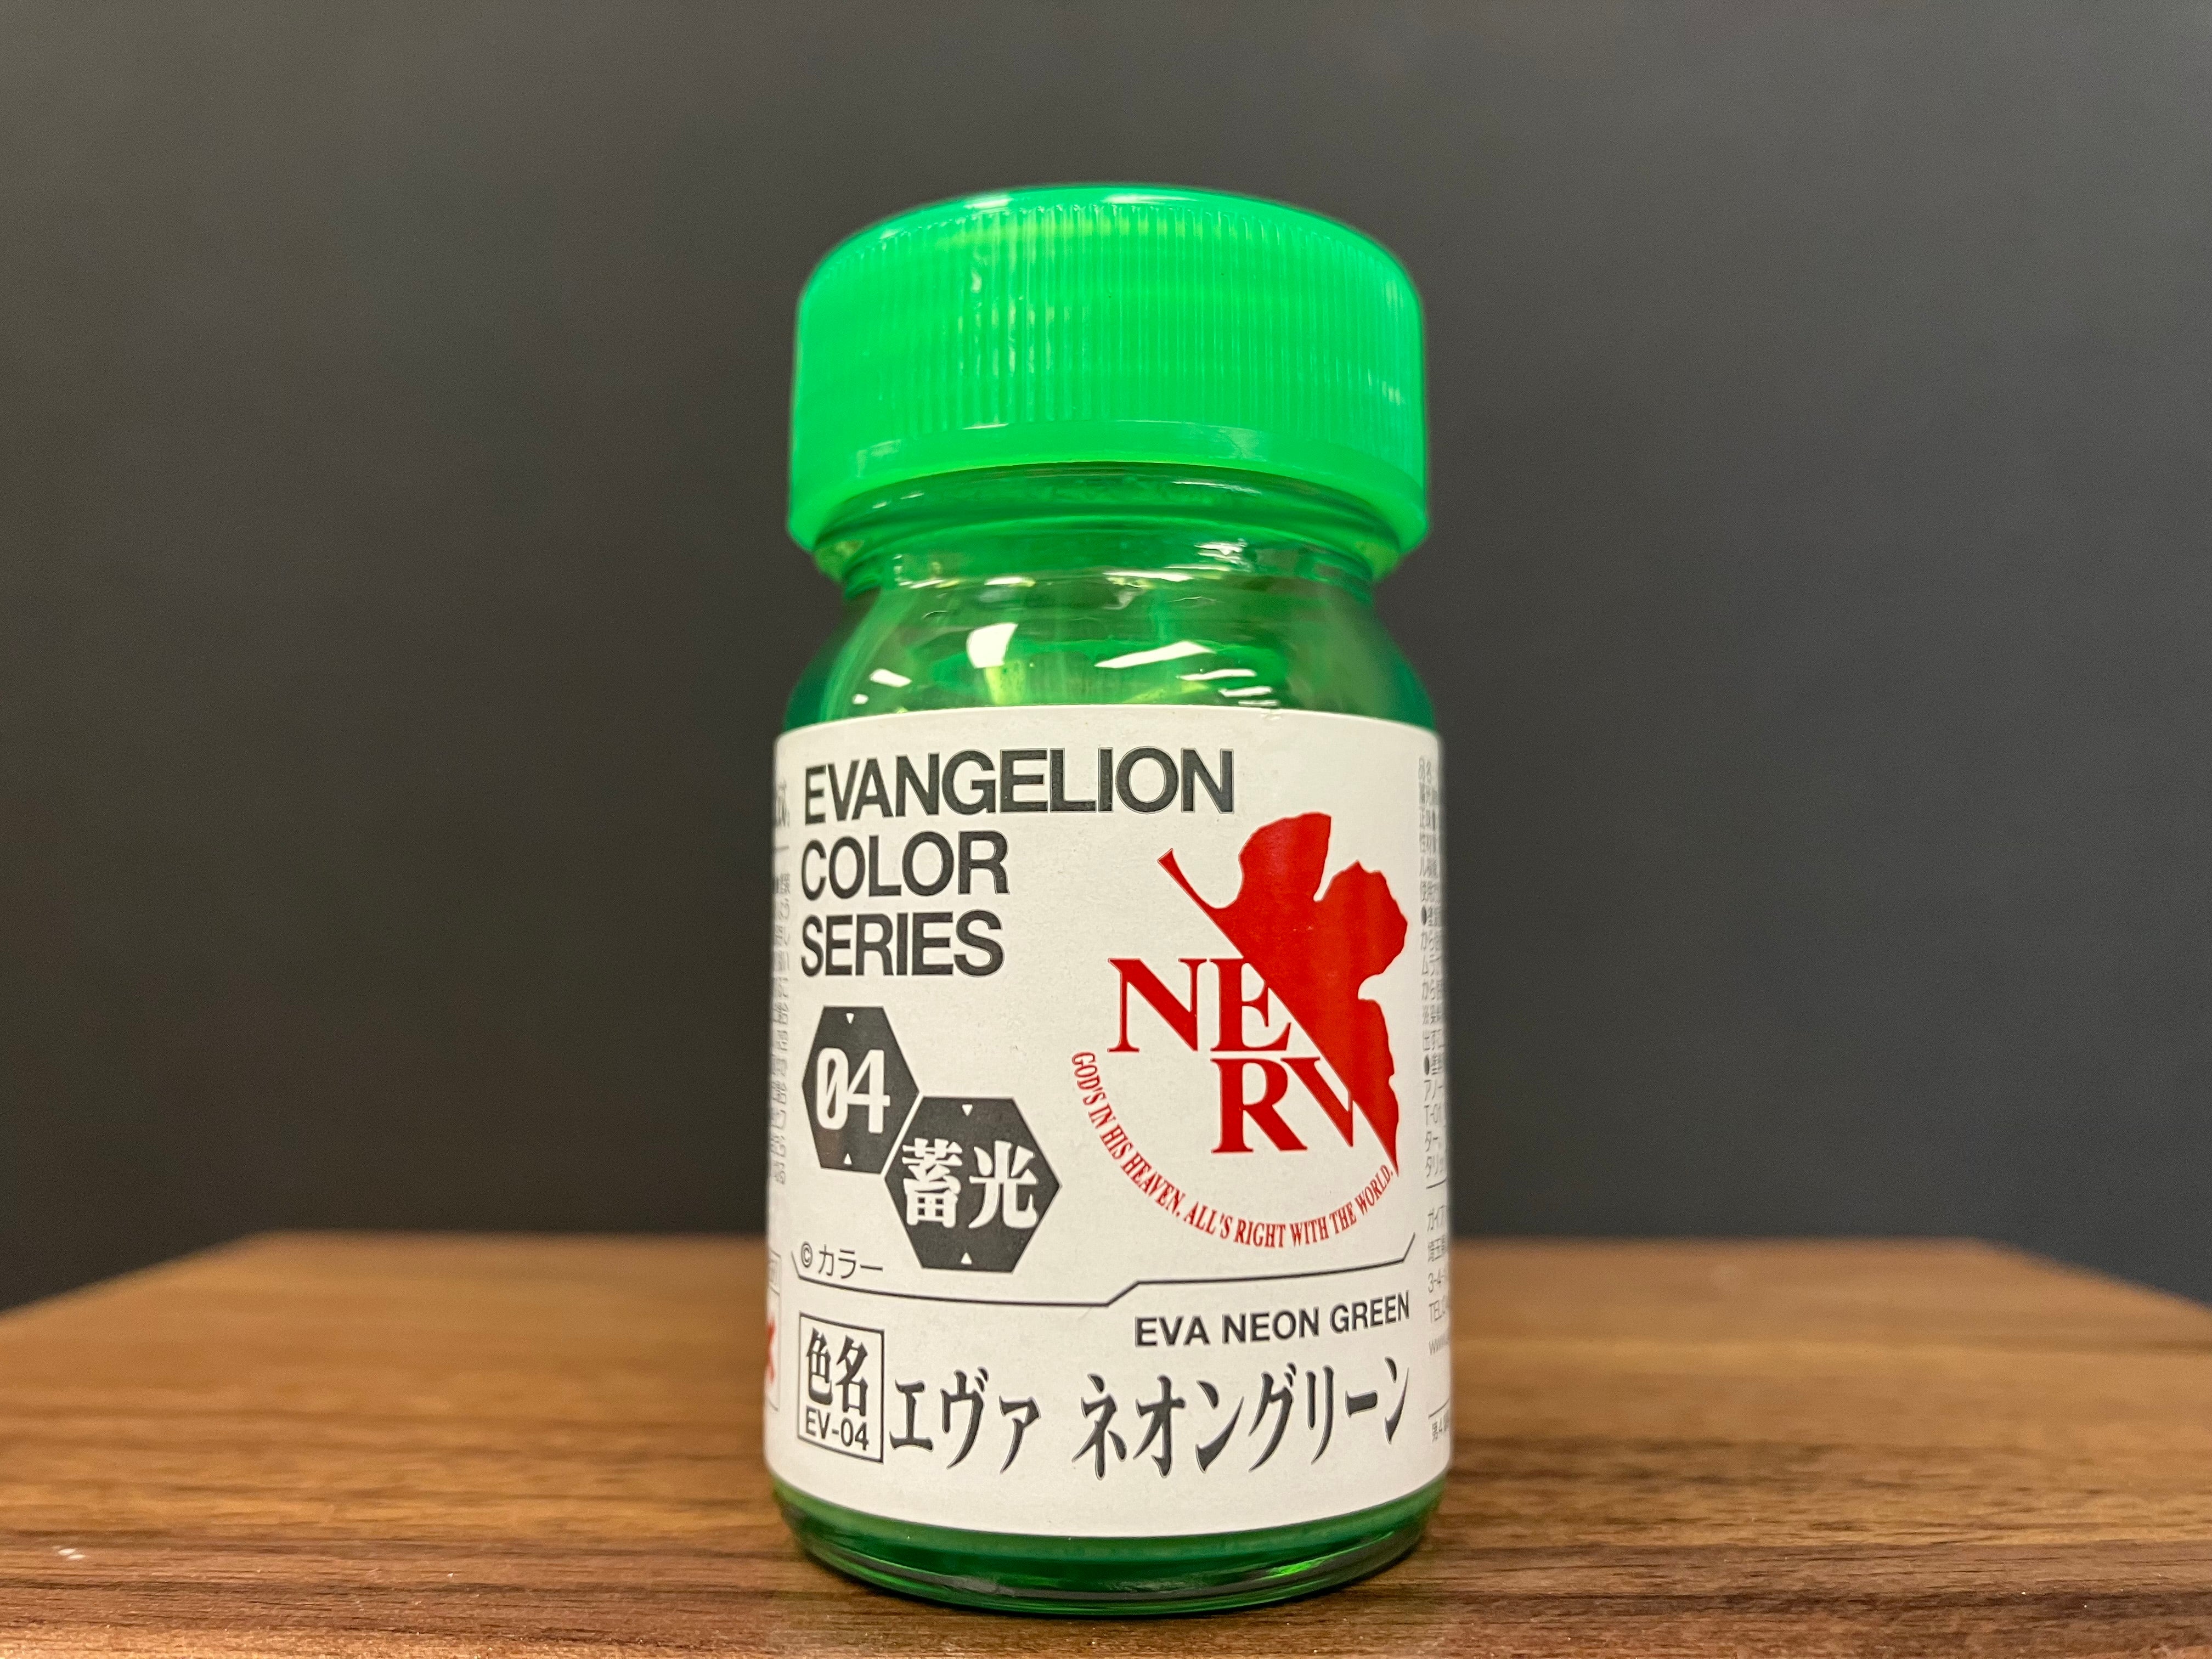 EVANGELION
COLOR
SERIES
04
蓄光
©カラー
NERV
GOD'S IN HIS HEAVEN, ALL'S RIGHT WITH THE WORLD.
EVA NEON GREEN
色名
EV-04
エヴァ ネオングリーン